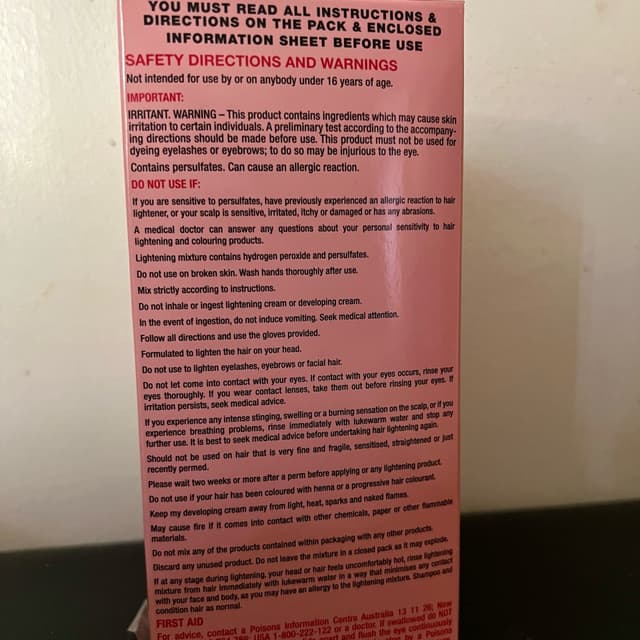 YOU MUST READ ALL INSTRUCTIONS &
DIRECTIONS ON THE PACK & ENCLOSED
INFORMATION SHEET BEFORE USE
SAFETY DIRECTIONS AND WARNINGS
Not intended for use by or on anybody under 16 years of age.
IMPORTANT:
IRRITANT. WARNING – This product contains ingredients which may cause skin
irritation to certain individuals. A preliminary test according to the accompany-
ing directions should be made before use. This product must not be used for
dyeing eyelashes or eyebrows; to do so may be injurious to the eye.
Contains persulfates. Can cause an allergic reaction.
DO NOT USE IF:
If you are sensitive to persulfates, have previously experienced an allergic reaction to hair
lightener, or your scalp is sensitive, irritated, itchy or damaged or has any abrasions.
A medical doctor can answer any questions about your personal sensitivity to hair
lightening and colouring products.
Lightening mixture contains hydrogen peroxide and persulfates.
Do not use on broken skin. Wash hands thoroughly after use.
Mix strictly according to instructions.
Do not inhale or ingest lightening cream or developing cream.
In the event of ingestion, do not induce vomiting. Seek medical attention.
Follow all directions and use the gloves provided.
Formulated to lighten the hair on your head.
Do not use to lighten eyelashes, eyebrows or facial hair.
Do not let come into contact with your eyes. If contact with your eyes occurs, rinse your
eyes thoroughly. If you wear contact lenses, take them out before rinsing your eyes. If
irritation persists, seek medical advice.
If you experience any intense stinging, swelling or a burning sensation on the scalp, or if you
experience breathing problems, rinse immediately with lukewarm water and stop any
further use. It is best to seek medical advice before undertaking hair lightening again.
Should not be used on hair that is very fine and fragile, sensitised, straightened or just
recently permed.
Please wait two weeks or more after a perm before applying or any lightening product.
Do not use if your hair has been coloured with henna or a progressive hair colourant.
Keep my developing cream away from light, heat, sparks and naked flames.
May cause fire if it comes into contact with other chemicals, paper or other flammable
materials.
Do not mix any of the products contained within packaging with any other products.
Discard any unused product. Do not leave the mixture in a closed pack as it may explode.
If at any stage during lightening, your head or hair feels uncomfortably hot, rinse lightening
mixture from hair immediately with lukewarm water in a way that minimises any contact
with your face and body, as you may have an allergy to the lightening mixture. Shampoo and
condition hair as normal.
FIRST AID
For advice, contact a Poisons Information Centre Australia 13 11 26; New
USA 1-800-222-122 or a doctor. If swallowed do NOT
and flush the eye continuously
by a Poisons